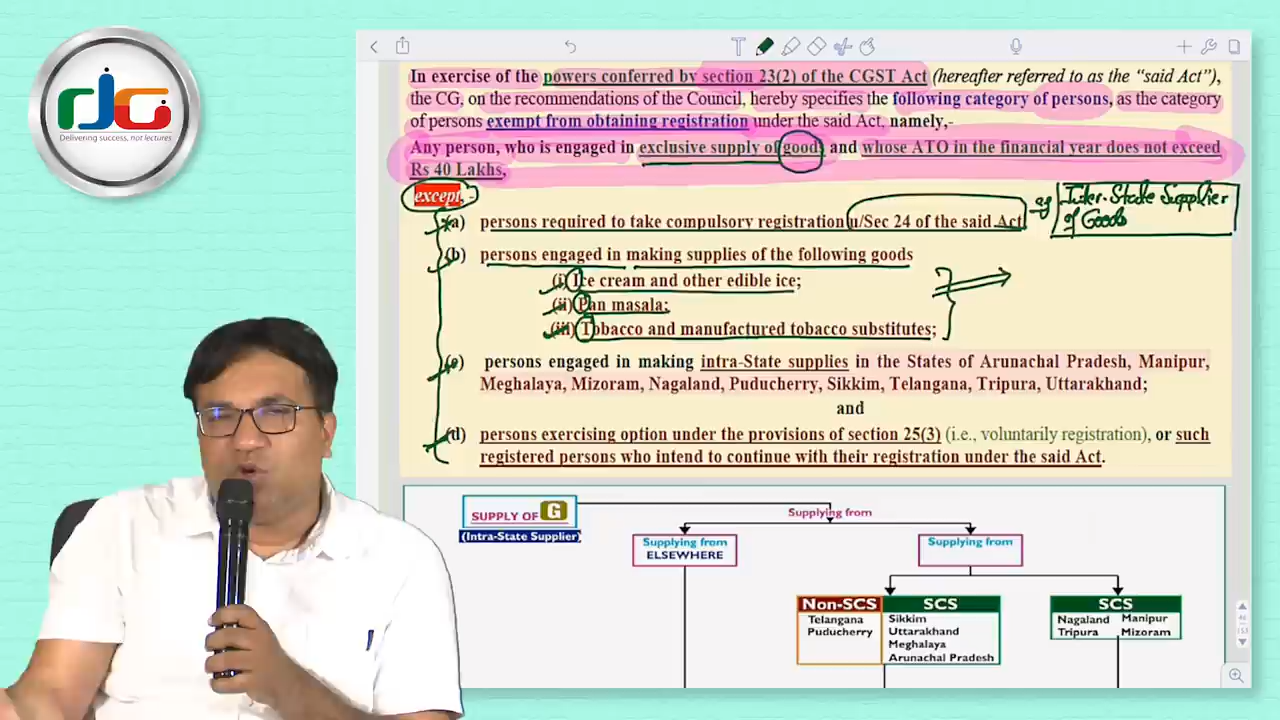 Delivering success, not lectures
In exercise of the powers conferred by section 23(2) of the CGST Act (hereafter referred to as the “said Act”),
the CG, on the recommendations of the Council, hereby specifies the following category of persons, as the category
of persons exempt from obtaining registration under the said Act, namely,-
Any person, who is engaged in exclusive supply of goods and whose ATO in the financial year does not exceed
Rs 40 Lakhs,
except, -
Inter-State Supplier
(a) persons required to take compulsory registration u/Sec 24 of the said Act eg
of Goods
(b) persons engaged in making supplies of the following goods
(i) Ice cream and other edible ice;
(ii) Pan masala;
(iii) Tobacco and manufactured tobacco substitutes;
(c) persons engaged in making intra-State supplies in the States of Arunachal Pradesh, Manipur,
Meghalaya, Mizoram, Nagaland, Puducherry, Sikkim, Telangana, Tripura, Uttarakhand;
and
(d) persons exercising option under the provisions of section 25(3) (i.e., voluntarily registration), or such
registered persons who intend to continue with their registration under the said Act.
SUPPLY OF G
(Intra-State Supplier)
Supplying from
Supplying from
ELSEWHERE
Supplying from
Non-SCS
Telangana
Puducherry
SCS
Sikkim
Uttarakhand
Meghalaya
Arunachal Pradesh
SCS
Nagaland Manipur
Tripura Mizoram